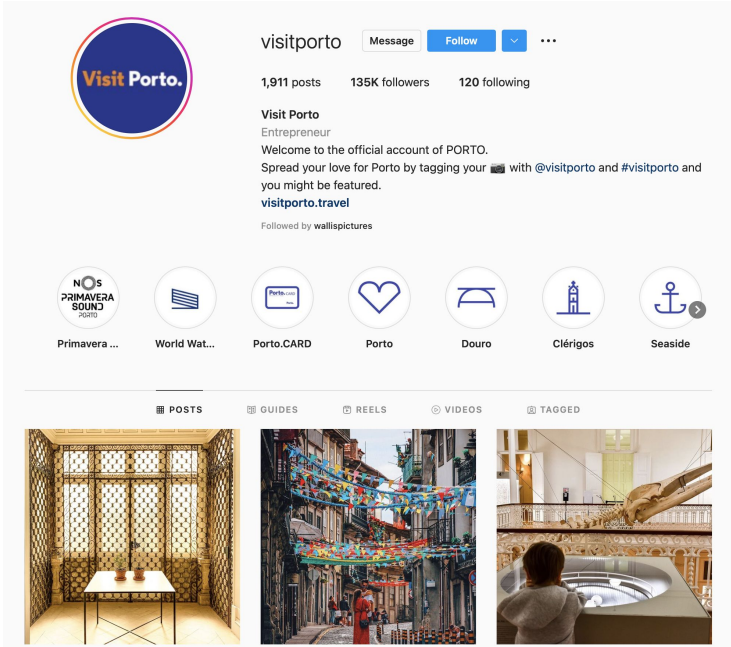 Visit Porto.
visitporto Message Follow
1,911 posts 135K followers 120 following
Visit Porto
Entrepreneur
Welcome to the official account of PORTO.
Spread your love for Porto by tagging your 📷 with @visitporto and #visitporto and
you might be featured.
visitporto.travel
Followed by wallispictures
NOS
PRIMAVERA
SOUND
PORTO
Porto.CARD
Porto.
Primavera ... World Wat... Porto.CARD Porto Douro Clérigos Seaside
POSTS GUIDES REELS VIDEOS TAGGED